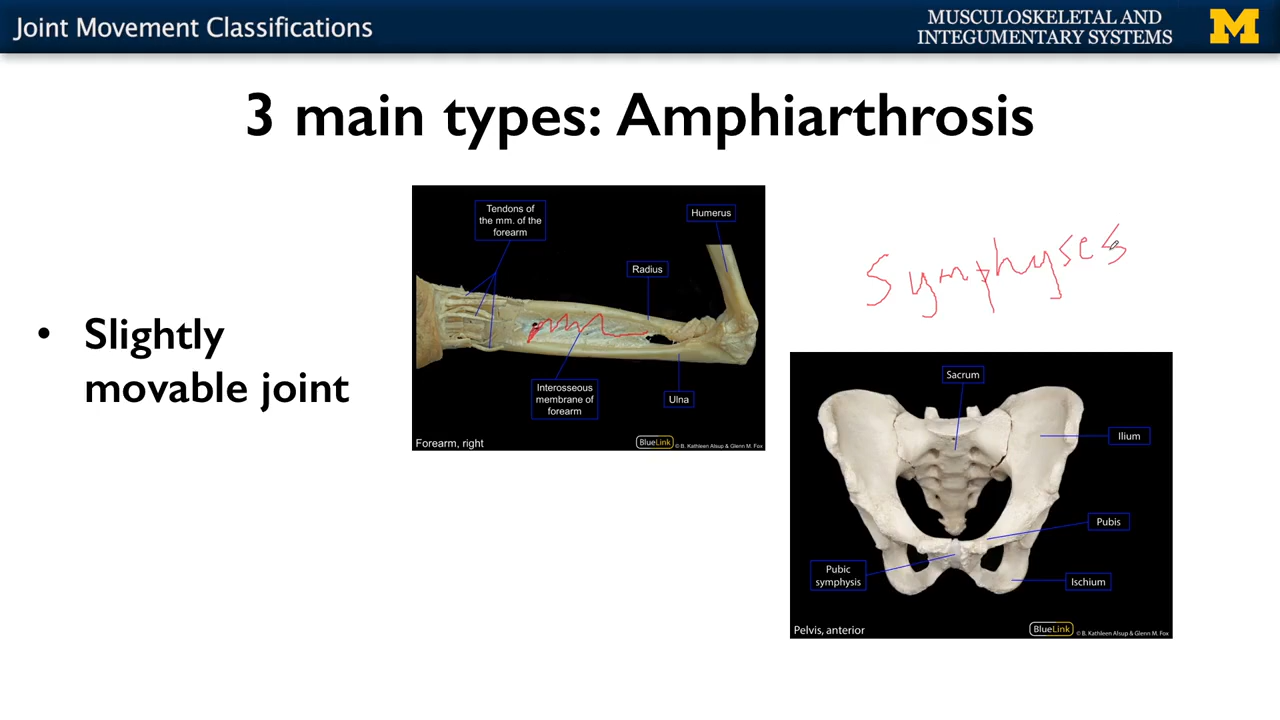 Joint Movement Classifications
MUSCULOSKELETAL AND
INTEGUMENTARY SYSTEMS
M
3 main types: Amphiarthrosis
• Slightly
movable joint
Tendons of
the mm. of the
forearm
Humerus
Radius
Interosseous
membrane of
forearm
Ulna
Forearm, right
BlueLink © B. Kathleen Alsup & Glenn M. Fox
Symphyses
Sacrum
Ilium
Pubis
Pubic
symphysis
Ischium
Pelvis, anterior
BlueLink © B. Kathleen Alsup & Glenn M. Fox